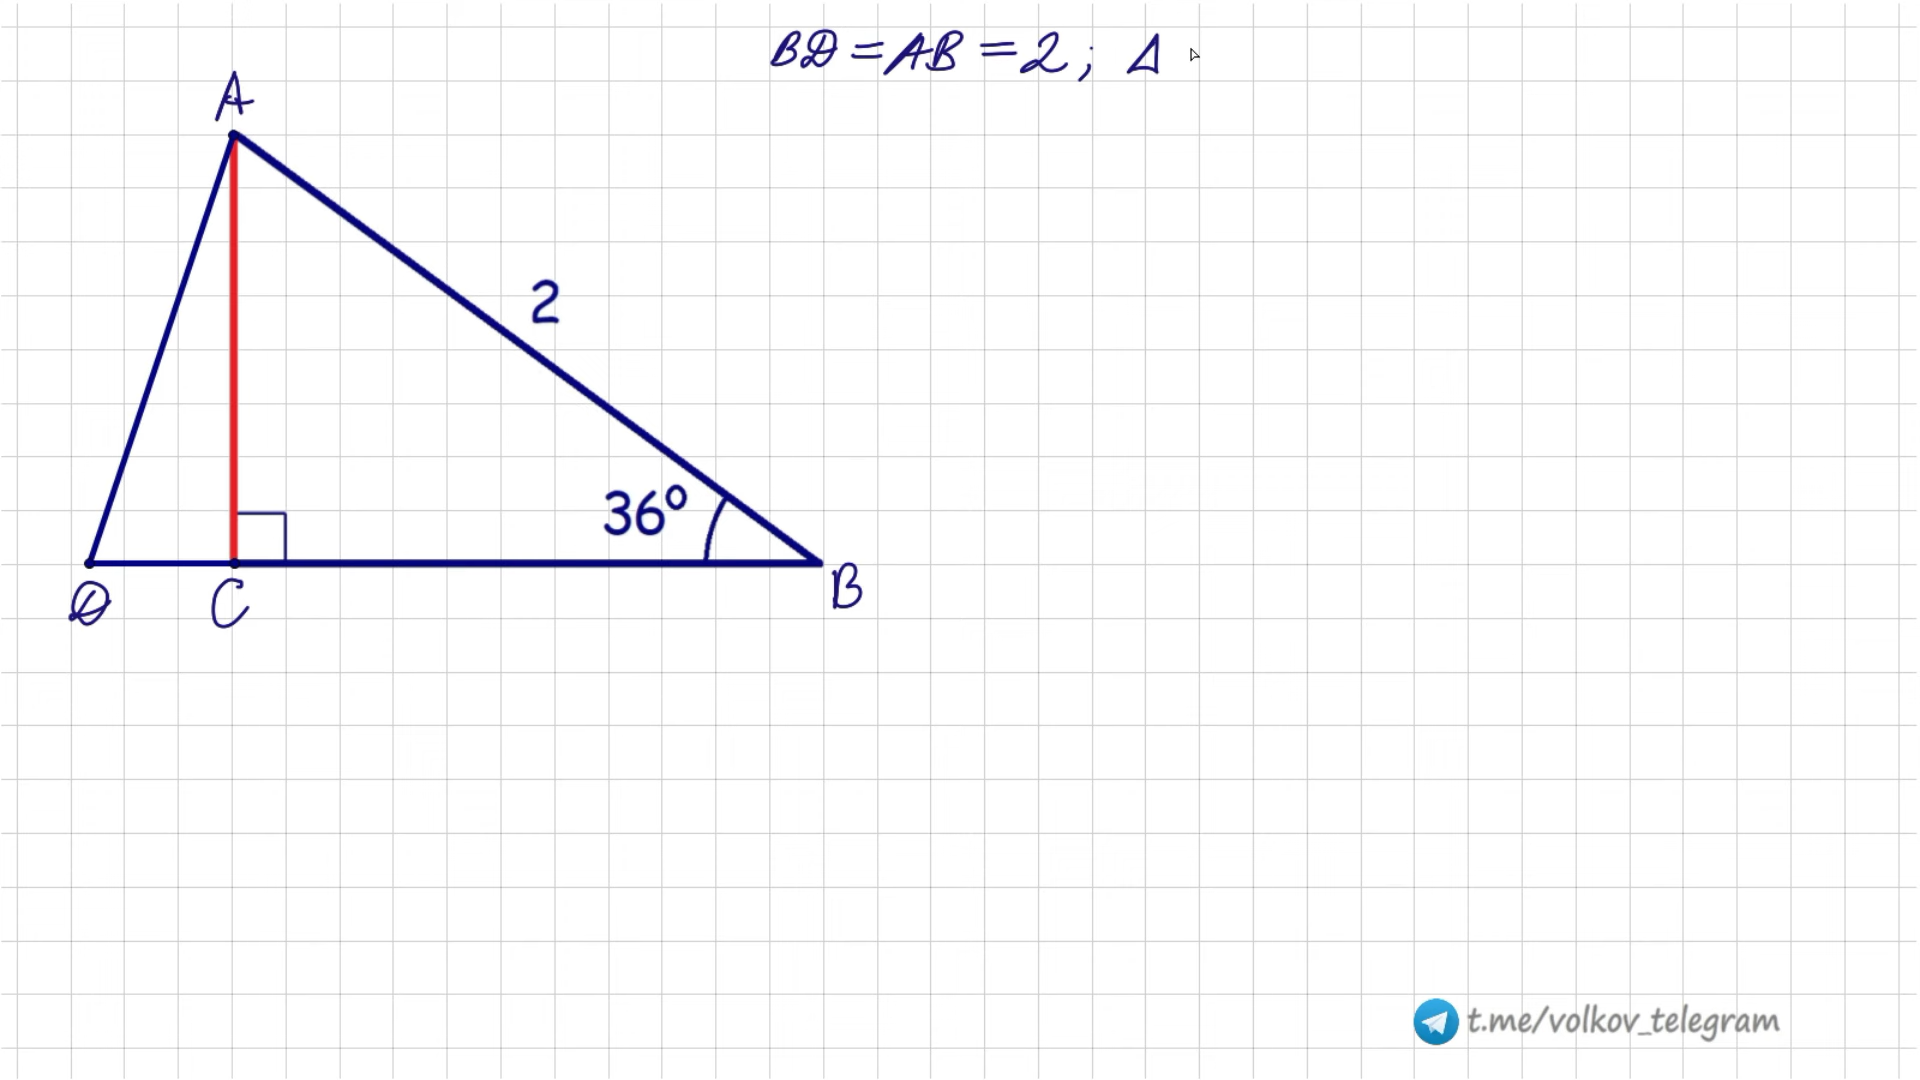 BD = AB = 2; Δ
A
2
36°
D C B
t.me/volkov_telegram